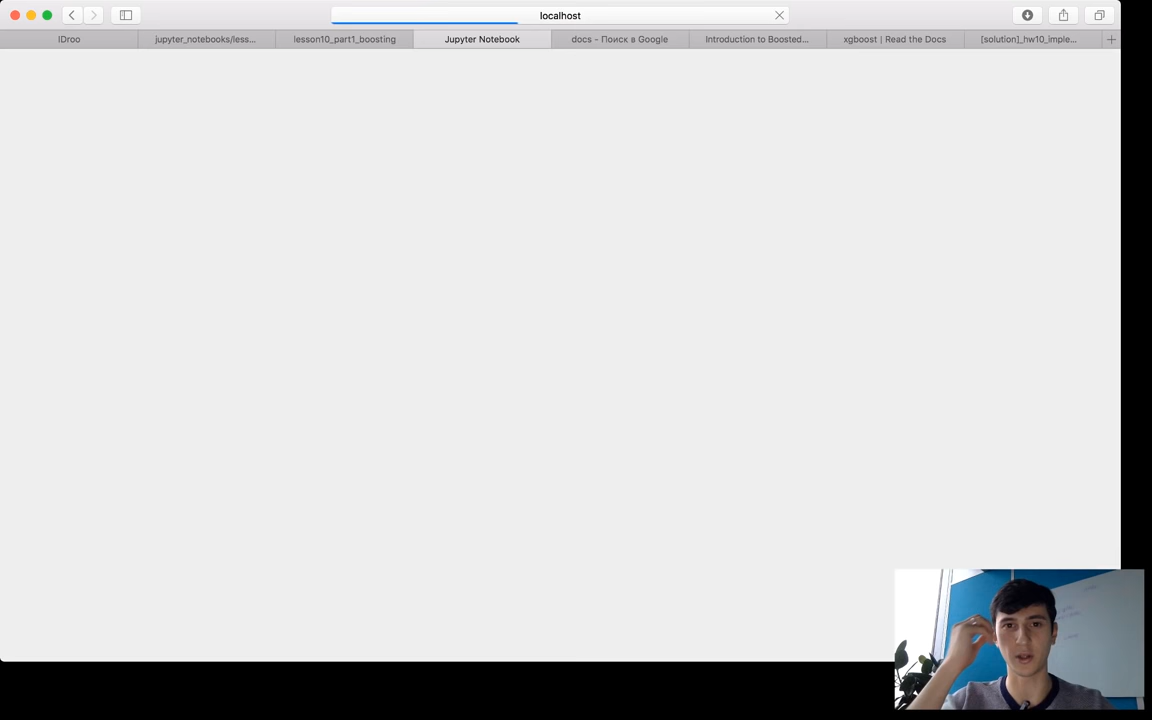 localhost
IDroo
jupyter_notebooks/less...
lesson10_part1_boosting
Jupyter Notebook
docs - Поиск в Google
Introduction to Boosted...
xgboost | Read the Docs
[solution]_hw10_imple...